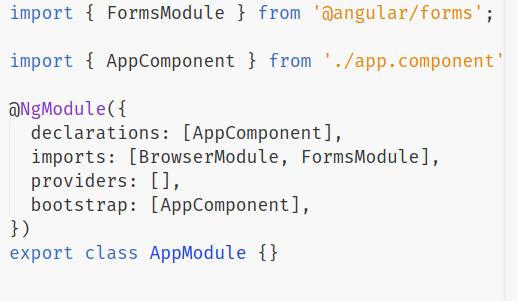 import { FormsModule } from '@angular/forms';
import { AppComponent } from './app.component'
@NgModule({
declarations: [AppComponent],
imports: [BrowserModule, FormsModule],
providers: [],
bootstrap: [AppComponent],
})
export class AppModule {}